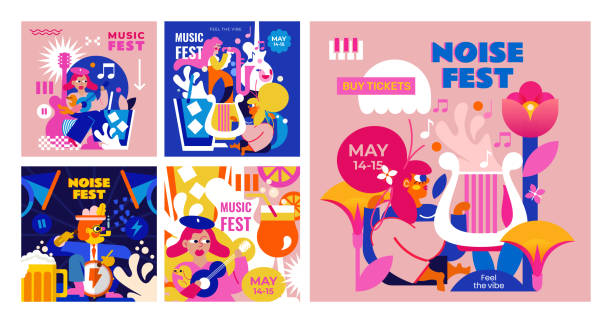 MUSIC
FEST
FEEL THE VIBE
MUSIC
FEST
MAY
14-15
NOISE
FEST
BUY TICKETS
MAY
14-15
Feel
the vibe
NOISE
FEST
MUSIC
FEST
MAY
14-15